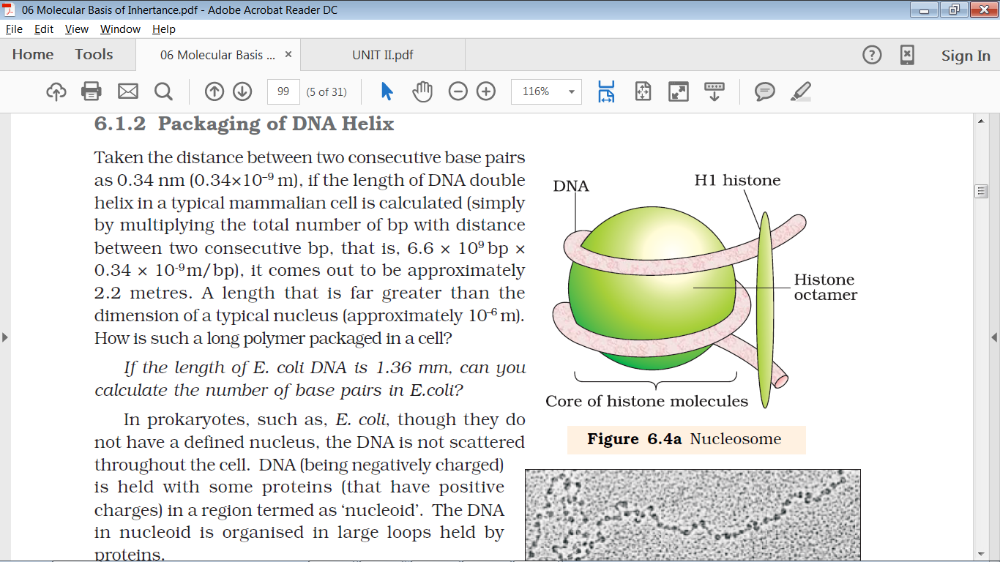 06 Molecular Basis of Inhertance.pdf - Adobe Acrobat Reader DC
File Edit View Window Help
Home Tools 06 Molecular Basis ... × UNIT II.pdf ? Sign In
99 (5 of 31) 116%
6.1.2 Packaging of DNA Helix
Taken the distance between two consecutive base pairs
as 0.34 nm (0.34×10⁻⁹ m), if the length of DNA double
helix in a typical mammalian cell is calculated (simply
by multiplying the total number of bp with distance
between two consecutive bp, that is, 6.6 × 10⁹ bp ×
0.34 × 10⁻⁹m/bp), it comes out to be approximately
2.2 metres. A length that is far greater than the
dimension of a typical nucleus (approximately 10⁻⁶ m).
How is such a long polymer packaged in a cell?
If the length of E. coli DNA is 1.36 mm, can you
calculate the number of base pairs in E.coli?
In prokaryotes, such as, E. coli, though they do
not have a defined nucleus, the DNA is not scattered
throughout the cell. DNA (being negatively charged)
is held with some proteins (that have positive
charges) in a region termed as ‘nucleoid’. The DNA
in nucleoid is organised in large loops held by
proteins.
DNA
H1 histone
Histone
octamer
Core of histone molecules
Figure 6.4a Nucleosome